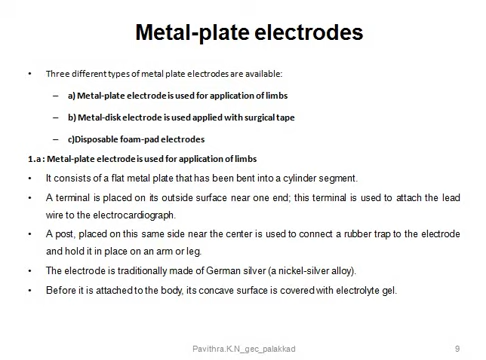 Metal-plate electrodes
• Three different types of metal plate electrodes are available:
– a) Metal-plate electrode is used for application of limbs
– b) Metal-disk electrode is used applied with surgical tape
– c)Disposable foam-pad electrodes
1.a : Metal-plate electrode is used for application of limbs
• It consists of a flat metal plate that has been bent into a cylinder segment.
• A terminal is placed on its outside surface near one end; this terminal is used to attach the lead
wire to the electrocardiograph.
• A post, placed on this same side near the center is used to connect a rubber trap to the electrode
and hold it in place on an arm or leg.
• The electrode is traditionally made of German silver (a nickel-silver alloy).
• Before it is attached to the body, its concave surface is covered with electrolyte gel.
Pavithra.K.N_gec_palakkad
9